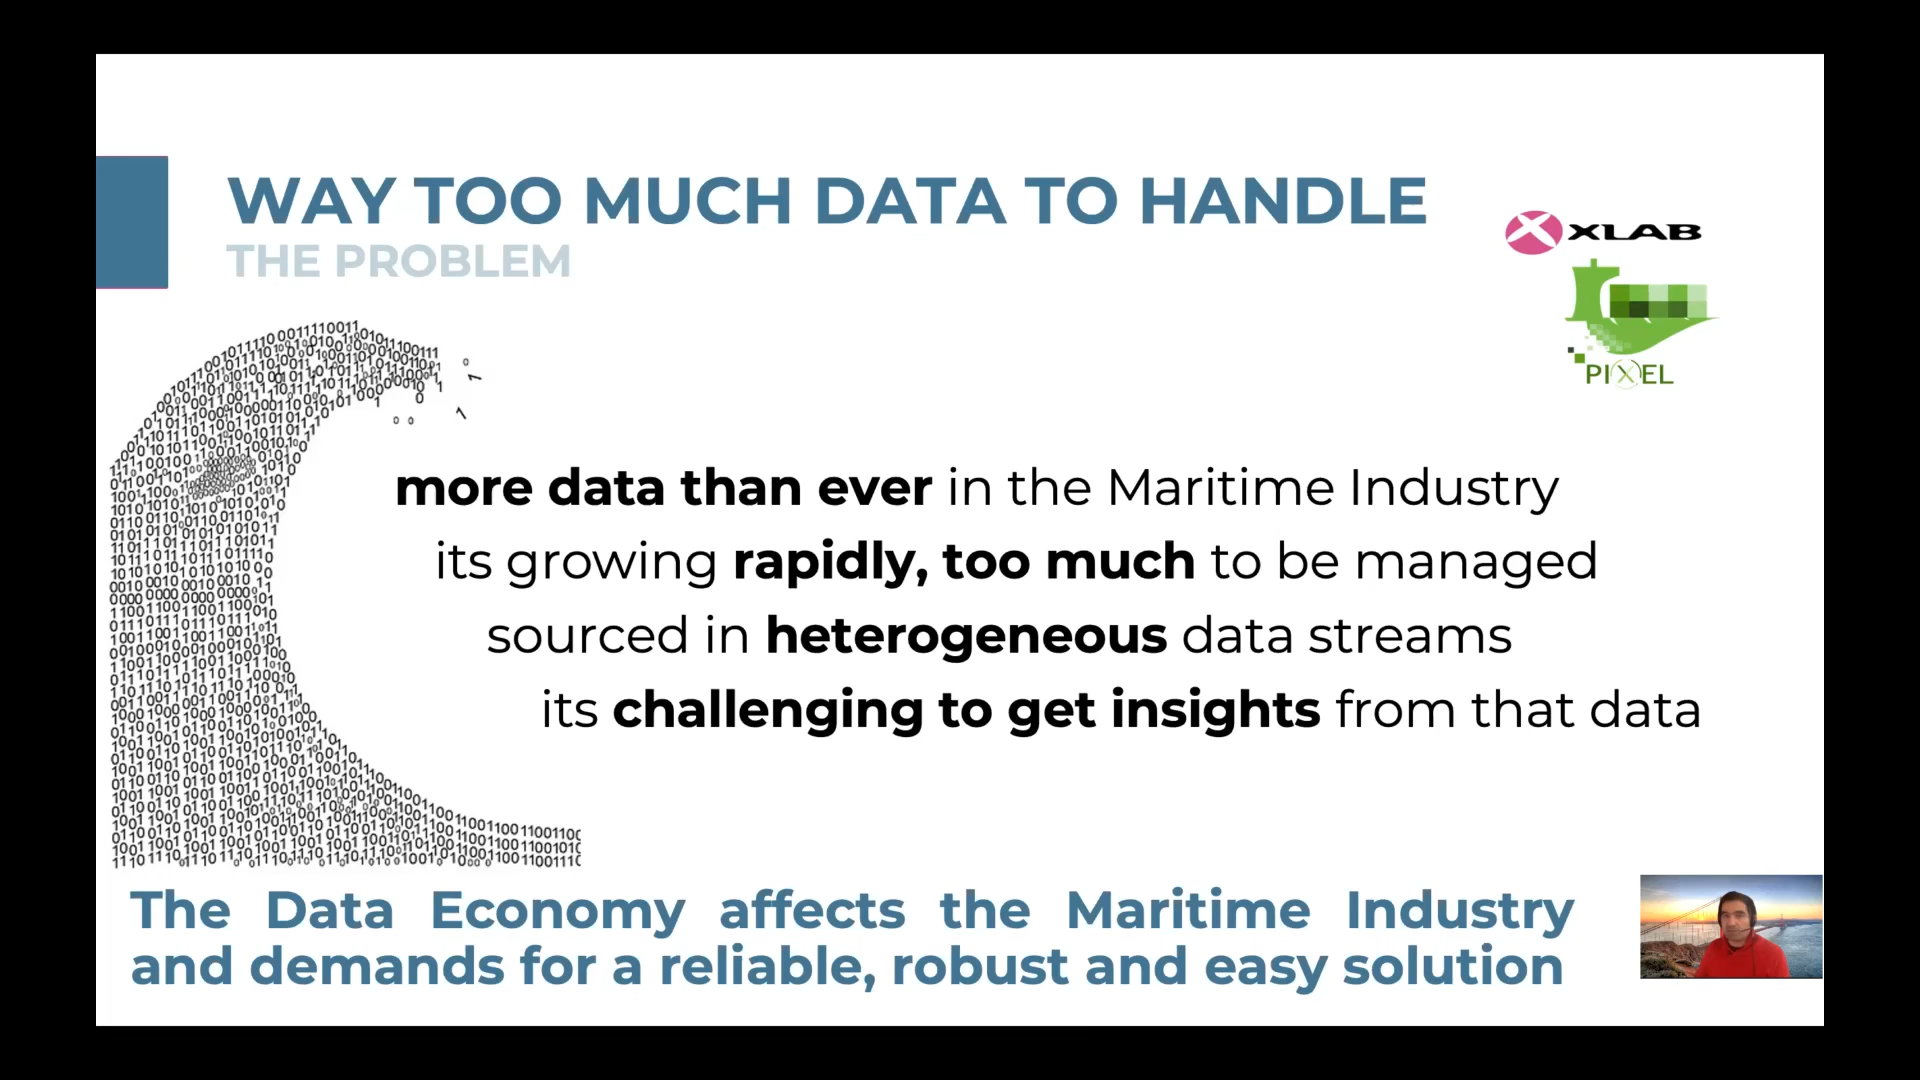 WAY TOO MUCH DATA TO HANDLE
THE PROBLEM
XLAB
PIXEL
more data than ever in the Maritime Industry
its growing rapidly, too much to be managed
sourced in heterogeneous data streams
its challenging to get insights from that data
The Data Economy affects the Maritime Industry
and demands for a reliable, robust and easy solution